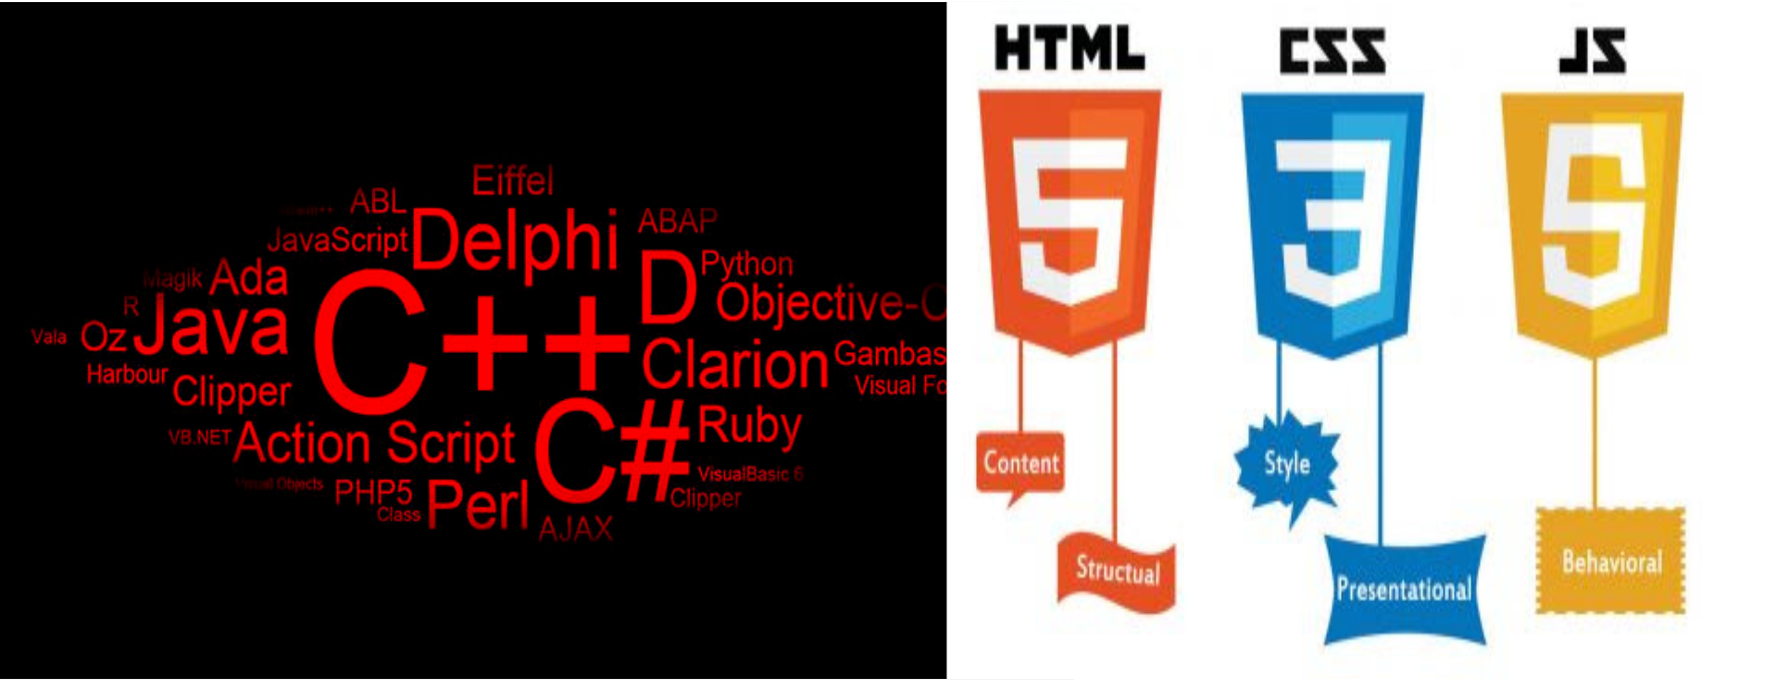 Eiffel
ABL
Delphi
ABAP
JavaScript
Python
Magik
Ada
D
Objective-C
R
Java
C++
Vala
Oz
Clarion
Gambas
Harbour
Clipper
Visual Fo
Action Script
C#
Ruby
VB.NET
VisualBasic 6
Visual Objects
PHP5
Perl
Clipper
Class
AJAX
HTML
CSS
JS
5
3
5
Content
Style
Structual
Presentational
Behavioral